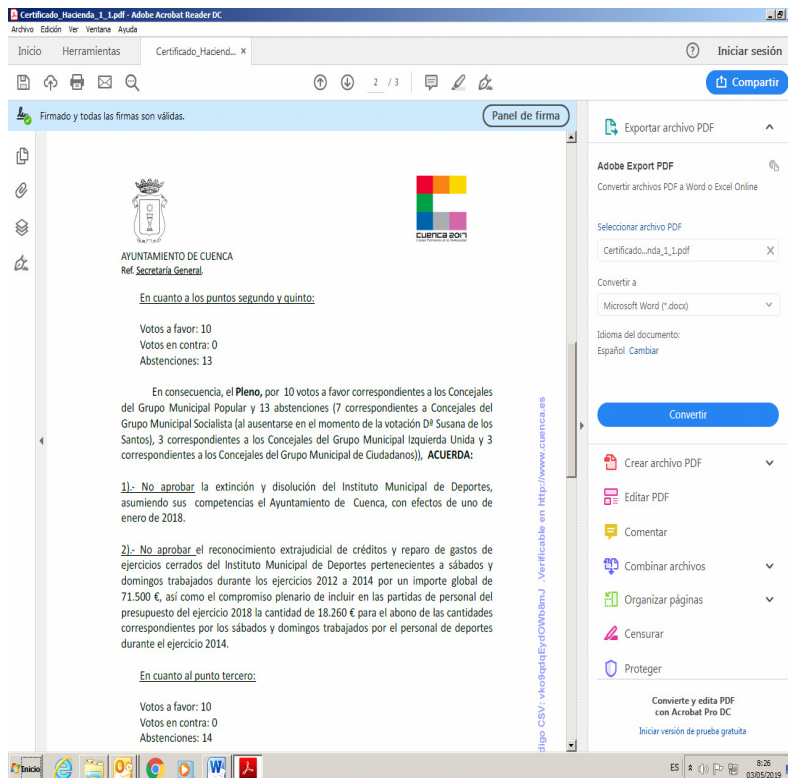 Certificado_Hacienda_1_1.pdf - Adobe Acrobat Reader DC
Archivo Edición Ver Ventana Ayuda
Inicio Herramientas Certificado_Haciend... × ? Iniciar sesión
2 / 3 Compartir
Firmado y todas las firmas son válidas. Panel de firma
AYUNTAMIENTO DE CUENCA
Ref. Secretaría General.
CUENCA 2017
En cuanto a los puntos segundo y quinto:
Votos a favor: 10
Votos en contra: 0
Abstenciones: 13
En consecuencia, el Pleno, por 10 votos a favor correspondientes a los Concejales
del Grupo Municipal Popular y 13 abstenciones (7 correspondientes a Concejales del
Grupo Municipal Socialista (al ausentarse en el momento de la votación Dª Susana de los
Santos), 3 correspondientes a los Concejales del Grupo Municipal Izquierda Unida y 3
correspondientes a los Concejales del Grupo Municipal de Ciudadanos)), ACUERDA:
1).- No aprobar la extinción y disolución del Instituto Municipal de Deportes,
asumiendo sus competencias el Ayuntamiento de Cuenca, con efectos de uno de
enero de 2018.
2).- No aprobar el reconocimiento extrajudicial de créditos y reparo de gastos de
ejercicios cerrados del Instituto Municipal de Deportes pertenecientes a sábados y
domingos trabajados durante los ejercicios 2012 a 2014 por un importe global de
71.500 €, así como el compromiso plenario de incluir en las partidas de personal del
presupuesto del ejercicio 2018 la cantidad de 18.260 € para el abono de las cantidades
correspondientes por los sábados y domingos trabajados por el personal de deportes
durante el ejercicio 2014.
En cuanto al punto tercero:
Votos a favor: 10
Votos en contra: 0
Abstenciones: 14
digo CSV: vko9qdqEydOWb8mJ .Verificable en http://www.cuenca.es
Exportar archivo PDF
Adobe Export PDF
Convertir archivos PDF a Word o Excel Online
Seleccionar archivo PDF
Certificado...nda_1_1.pdf X
Convertir a
Microsoft Word (*.docx)
Idioma del documento:
Español Cambiar
Convertir
Crear archivo PDF
Editar PDF
Comentar
Combinar archivos
Organizar páginas
Censurar
Proteger
Convierte y edita PDF
con Acrobat Pro DC
Iniciar versión de prueba gratuita
Inicio
ES
8:26
03/05/2019